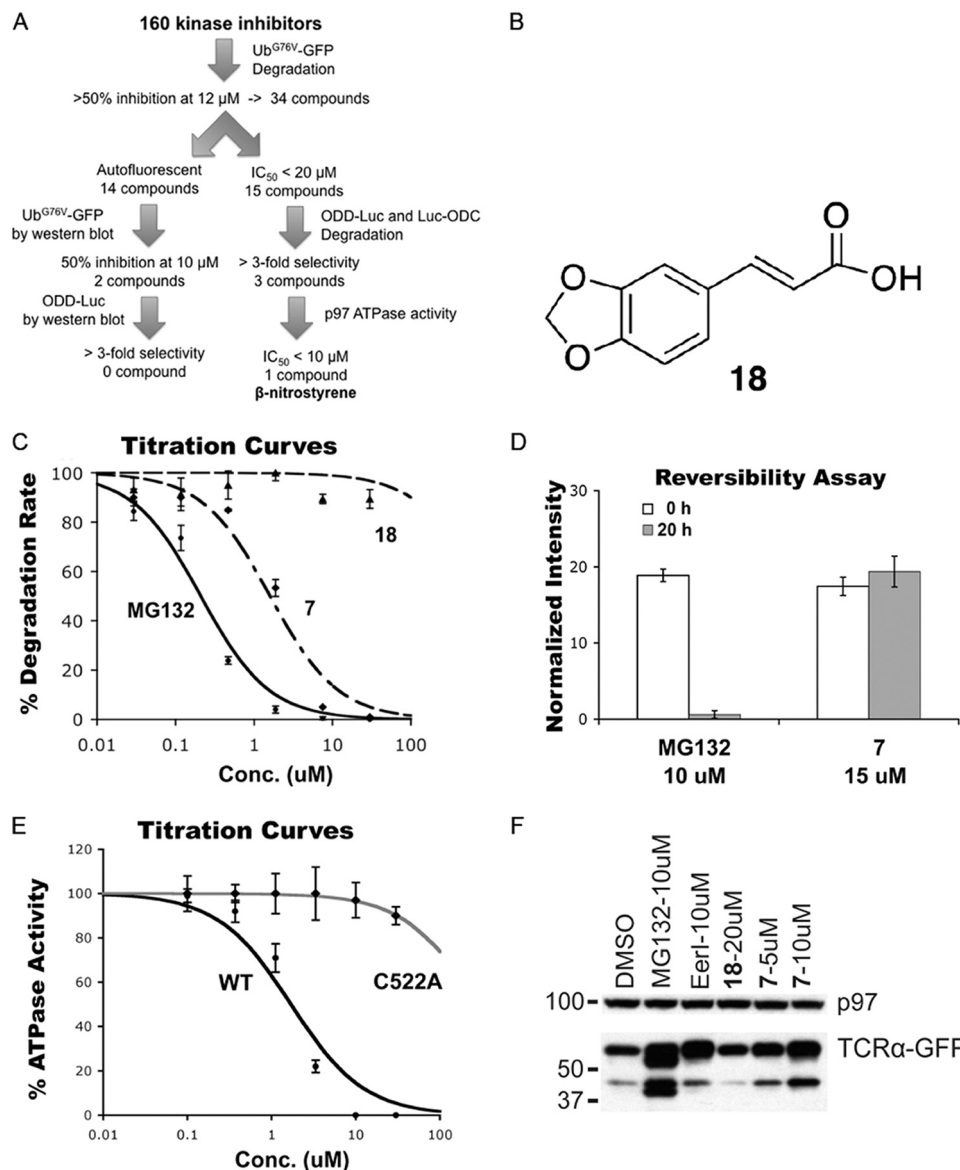 A
160 kinase inhibitors
Ub^G76V-GFP
Degradation
>50% inhibition at 12 µM -> 34 compounds
Autofluorescent
14 compounds
IC50 < 20 µM
15 compounds
Ub^G76V-GFP
by western blot
ODD-Luc and Luc-ODC
Degradation
50% inhibition at 10 µM
2 compounds
> 3-fold selectivity
3 compounds
ODD-Luc
by western blot
p97 ATPase activity
> 3-fold selectivity
0 compound
IC50 < 10 µM
1 compound
β-nitrostyrene
B
O
O
O
OH
18
C
Titration Curves
% Degradation Rate
100
80
60
40
20
0
18
7
MG132
0.01 0.1 1 10 100
Conc. (uM)
D
Reversibility Assay
Normalized Intensity
30
20
10
0
0 h
20 h
MG132 7
10 uM 15 uM
E
Titration Curves
% ATPase Activity
120
100
80
60
40
20
0
WT
C522A
0.01 0.1 1 10 100
Conc. (uM)
F
DMSO
MG132-10uM
EerI-10uM
18-20uM
7-5uM
7-10uM
100 p97
TCRα-GFP
50
37